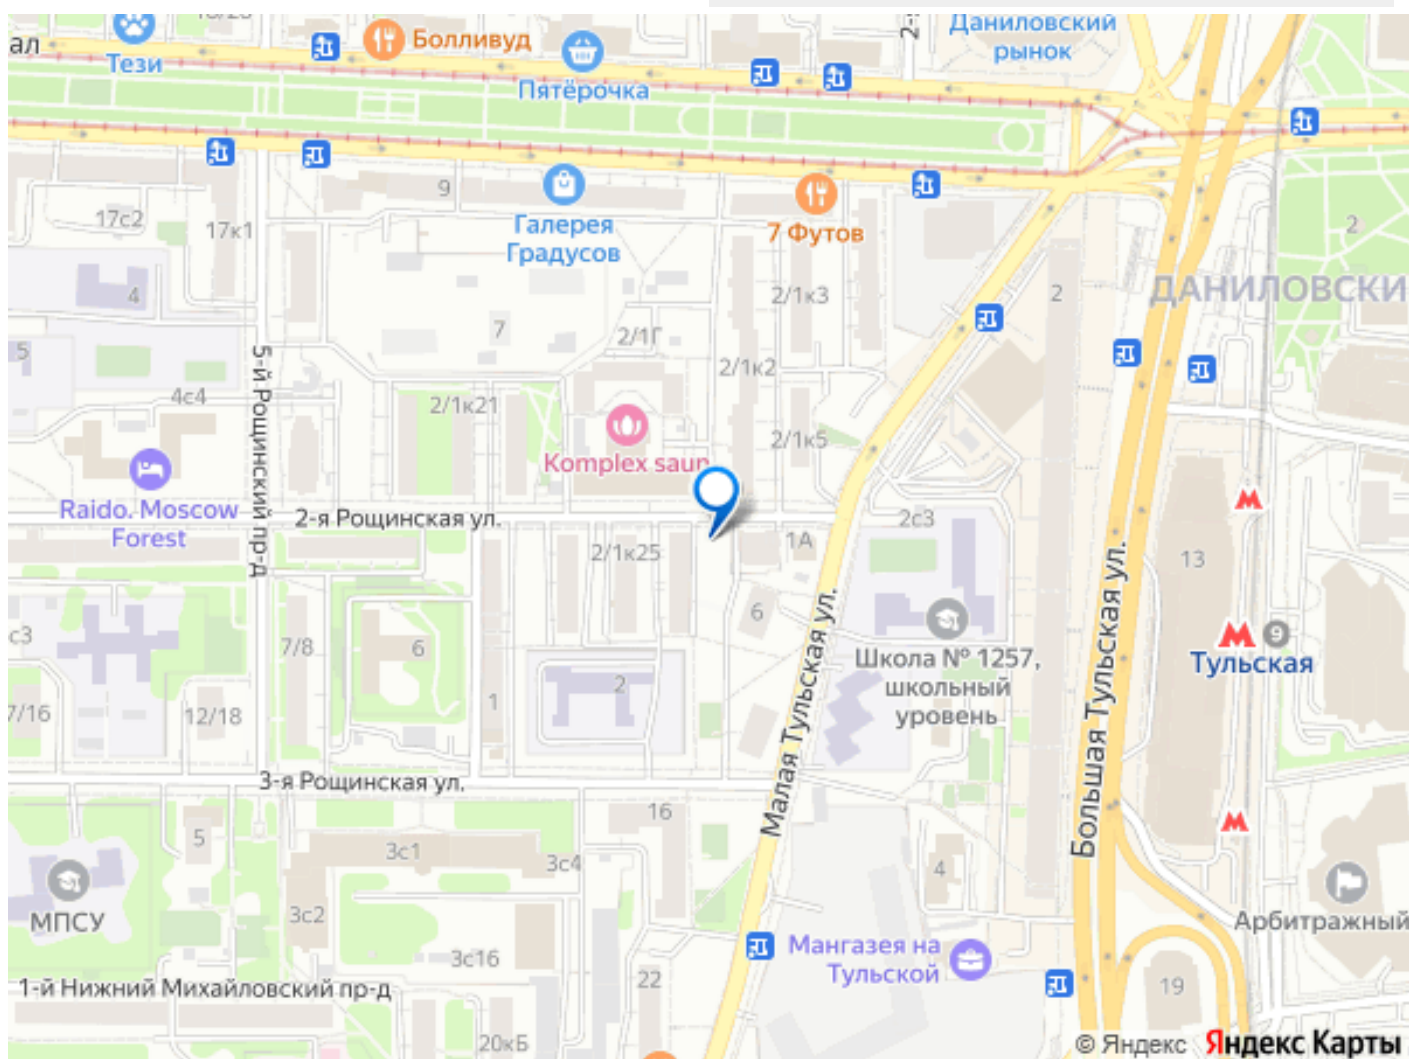 ал
Тези
Болливуд
Пятёрочка
Даниловский
рынок
9
17с2
17к1
Галерея
Градусов
7 Футов
2
4
2/1к3
2
ДАНИЛОВСКИ
7
2/1Г
5
5-й Рощинский пр-д
4с4
2/1к21
2/1к2
2/1к5
Komplex saun
Raido. Moscow
Forest
2-я Рощинская ул.
2с3
1А
2/1к25
13
6
с3
7/8
6
Школа № 1257,
школьный
уровень
9
Тульская
7/16
12/18
1
2
Малая Тульская ул.
Большая Тульская ул.
3-я Рощинская ул.
16
5
3с1
3с4
4
МПСУ
3с2
Арбитражный
3с16
22
Мангазея на
Тульской
19
1-й Нижний Михайловский пр-д
20кБ
© Яндекс Яндекс Карты